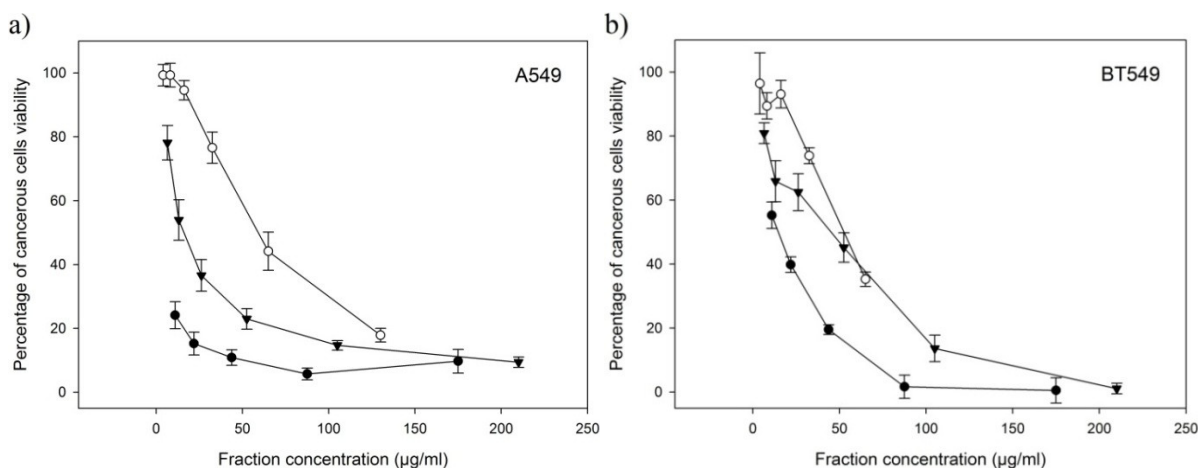 a)
A549
Percentage of cancerous cells viability
100
80
60
40
20
0
0 50 100 150 200 250
Fraction concentration (µg/ml)
b)
BT549
Percentage of cancerous cells viability
100
80
60
40
20
0
0 50 100 150 200 250
Fraction concentration (µg/ml)